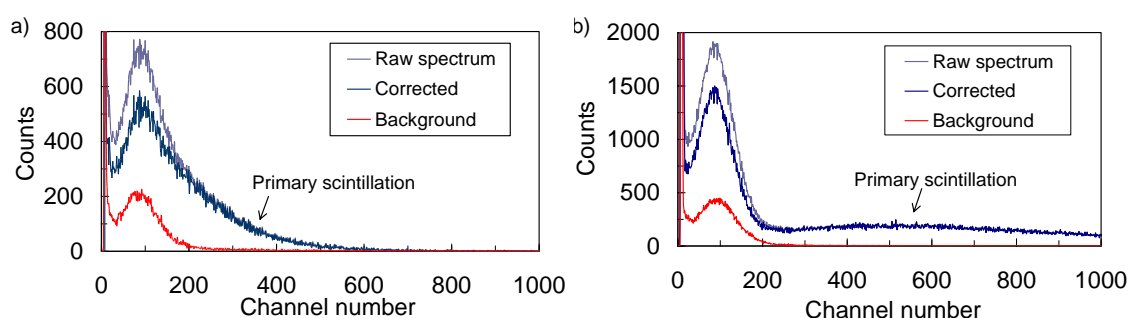 a)
800
600
400
200
0
Counts
Raw spectrum
Corrected
Background
Primary scintillation
0 200 400 600 800 1000
Channel number
b)
2000
1500
1000
500
0
Counts
Raw spectrum
Corrected
Background
Primary scintillation
0 200 400 600 800 1000
Channel number